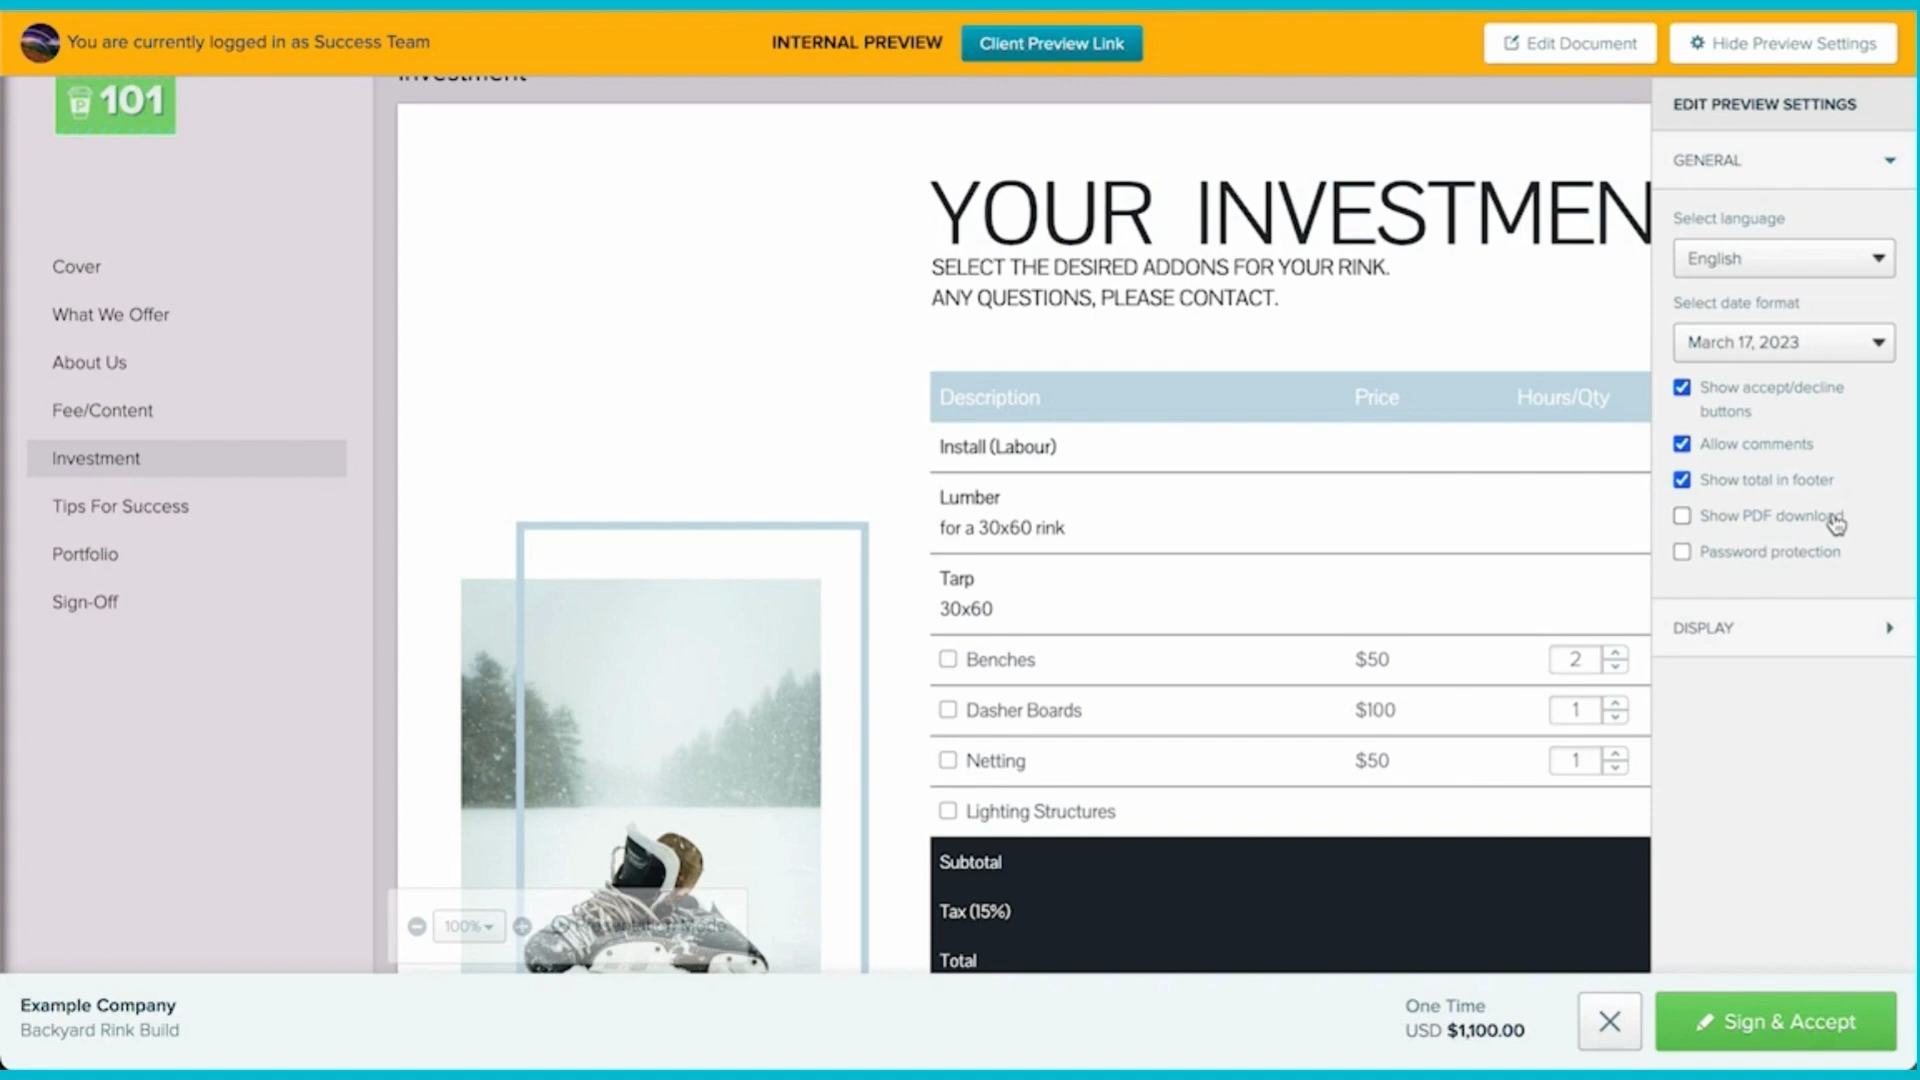 You are currently logged in as Success Team
INTERNAL PREVIEW
Client Preview Link
Edit Document
Hide Preview Settings
101
Cover
What We Offer
About Us
Fee/Content
Investment
Tips For Success
Portfolio
Sign-Off
Investment
YOUR INVESTMEN
SELECT THE DESIRED ADDONS FOR YOUR RINK.
ANY QUESTIONS, PLEASE CONTACT.
Description Price Hours/Qty
Install (Labour)
Lumber
for a 30x60 rink
Tarp
30x60
Benches $50 2
Dasher Boards $100 1
Netting $50 1
Lighting Structures
Subtotal
Tax (15%)
Total
100%
Presentation Mode
EDIT PREVIEW SETTINGS
GENERAL
Select language
English
Select date format
March 17, 2023
Show accept/decline
buttons
Allow comments
Show total in footer
Show PDF download
Password protection
DISPLAY
Example Company
Backyard Rink Build
One Time
USD $1,100.00
Sign & Accept